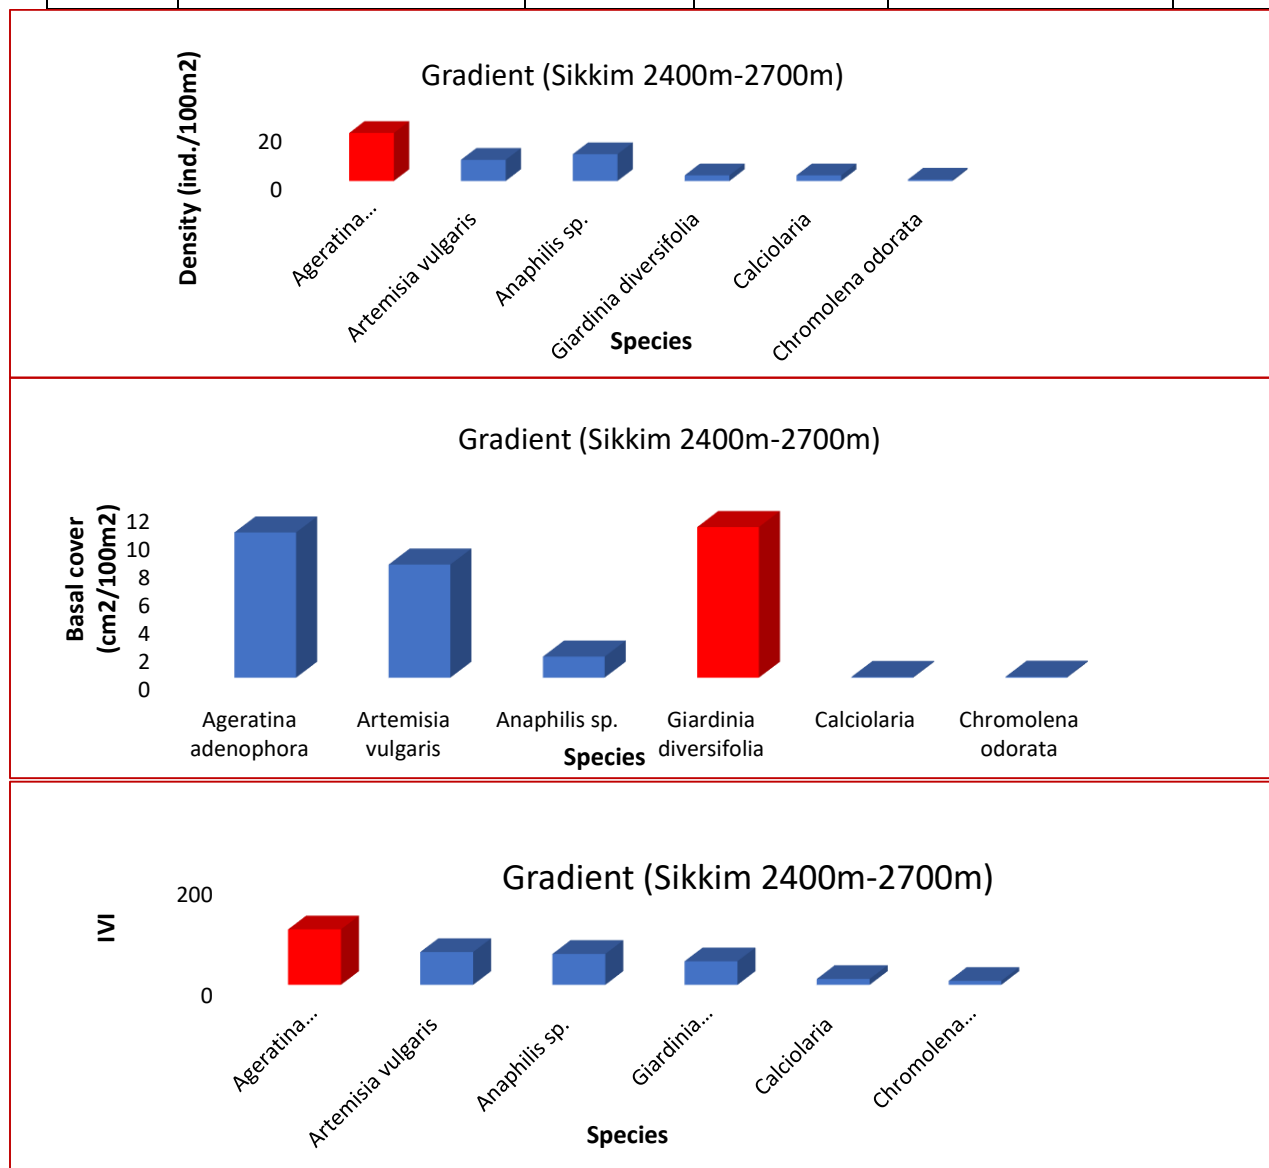 Gradient (Sikkim 2400m-2700m)
Density (ind./100m2)
20
0
Ageratina...
Artemisia vulgaris
Anaphilis sp.
Giardinia diversifolia
Calciolaria
Chromolena odorata
Species
Gradient (Sikkim 2400m-2700m)
Basal cover
(cm2/100m2)
12
10
8
6
4
2
0
Ageratina
adenophora
Artemisia
vulgaris
Anaphilis sp.
Giardinia
diversifolia
Calciolaria
Chromolena
odorata
Species
Gradient (Sikkim 2400m-2700m)
IVI
200
0
Ageratina...
Artemisia vulgaris
Anaphilis sp.
Giardinia...
Calciolaria
Chromolena...
Species